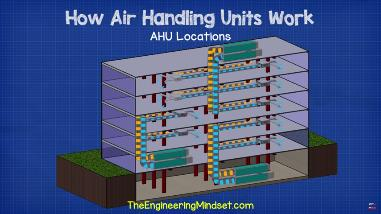 How Air Handling Units Work
AHU Locations
TheEngineeringMindset.com